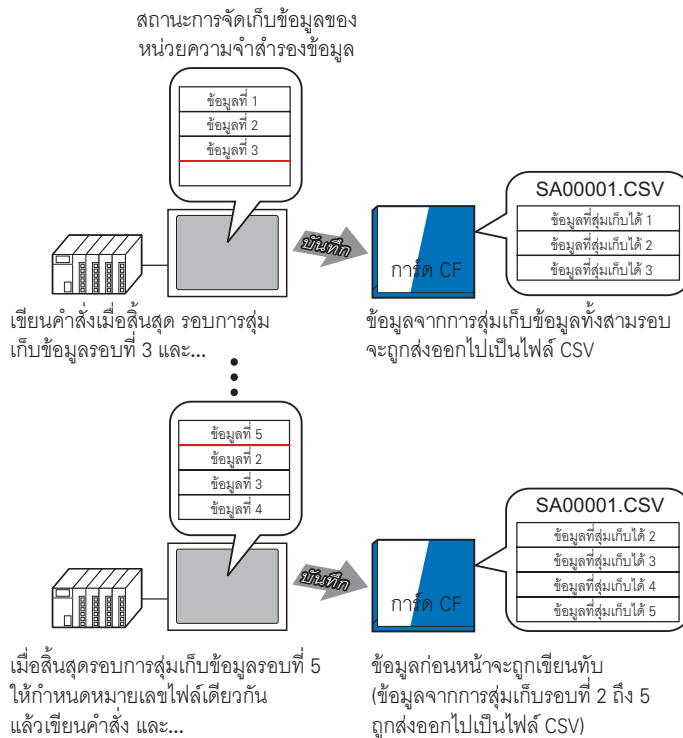 สถานะการจัดเก็บข้อมูลของ
หน่วยความจำสำรองข้อมูล
ข้อมูลที่ 1
ข้อมูลที่ 2
ข้อมูลที่ 3
SA00001.CSV
ข้อมูลที่สุ่มเก็บได้ 1
ข้อมูลที่สุ่มเก็บได้ 2
ข้อมูลที่สุ่มเก็บได้ 3
บันทึก
การ์ด CF
เขียนคำสั่งเมื่อสิ้นสุด รอบการสุ่ม
เก็บข้อมูลรอบที่ 3 และ...
ข้อมูลจากการสุ่มเก็บข้อมูลทั้งสามรอบ
จะถูกส่งออกไปเป็นไฟล์ CSV
ข้อมูลที่ 5
ข้อมูลที่ 2
ข้อมูลที่ 3
ข้อมูลที่ 4
SA00001.CSV
ข้อมูลที่สุ่มเก็บได้ 2
ข้อมูลที่สุ่มเก็บได้ 3
ข้อมูลที่สุ่มเก็บได้ 4
ข้อมูลที่สุ่มเก็บได้ 5
บันทึก
การ์ด CF
เมื่อสิ้นสุดรอบการสุ่มเก็บข้อมูลรอบที่ 5
ให้กำหนดหมายเลขไฟล์เดียวกัน
แล้วเขียนคำสั่ง และ...
ข้อมูลก่อนหน้าจะถูกเขียนทับ
(ข้อมูลจากการสุ่มเก็บรอบที่ 2 ถึง 5
ถูกส่งออกไปเป็นไฟล์ CSV)